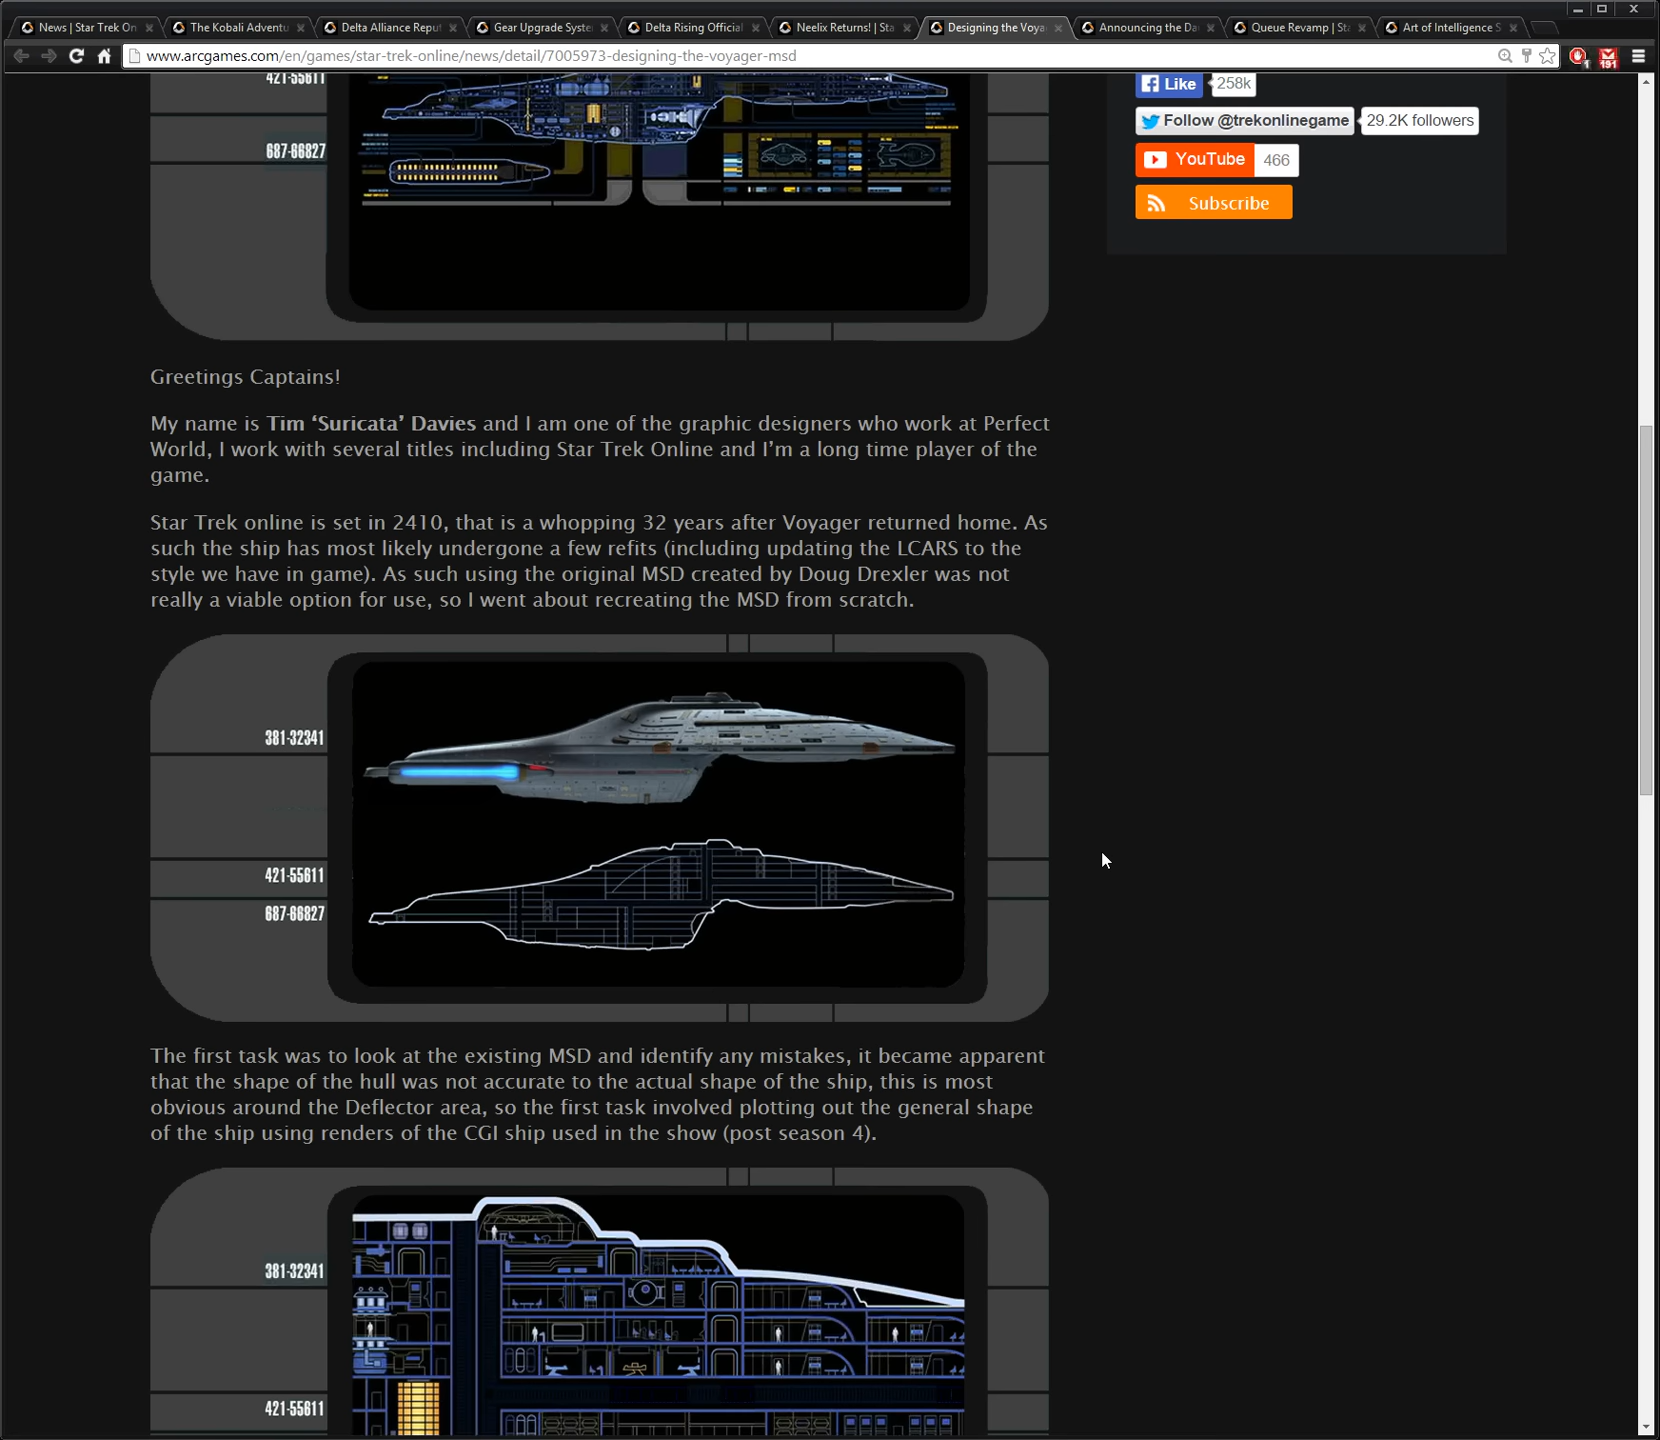 News | Star Trek On
The Kobali Adventu
Delta Alliance Reput
Gear Upgrade Syste
Delta Rising Official
Neelix Returns! | Sta
Designing the Voya
Announcing the Da
Queue Revamp | St
Art of Intelligence S
www.arcgames.com/en/games/star-trek-online/news/detail/7005973-designing-the-voyager-msd
1
191
421-55611
687-66827
Like
258k
Follow @trekonlinegame
29.2K followers
YouTube
466
Subscribe
Greetings Captains!
My name is Tim ‘Suricata’ Davies and I am one of the graphic designers who work at Perfect
World, I work with several titles including Star Trek Online and I’m a long time player of the
game.
Star Trek online is set in 2410, that is a whopping 32 years after Voyager returned home. As
such the ship has most likely undergone a few refits (including updating the LCARS to the
style we have in game). As such using the original MSD created by Doug Drexler was not
really a viable option for use, so I went about recreating the MSD from scratch.
381-32341
421-55611
687-66827
The first task was to look at the existing MSD and identify any mistakes, it became apparent
that the shape of the hull was not accurate to the actual shape of the ship, this is most
obvious around the Deflector area, so the first task involved plotting out the general shape
of the ship using renders of the CGI ship used in the show (post season 4).
381-32341
421-55611